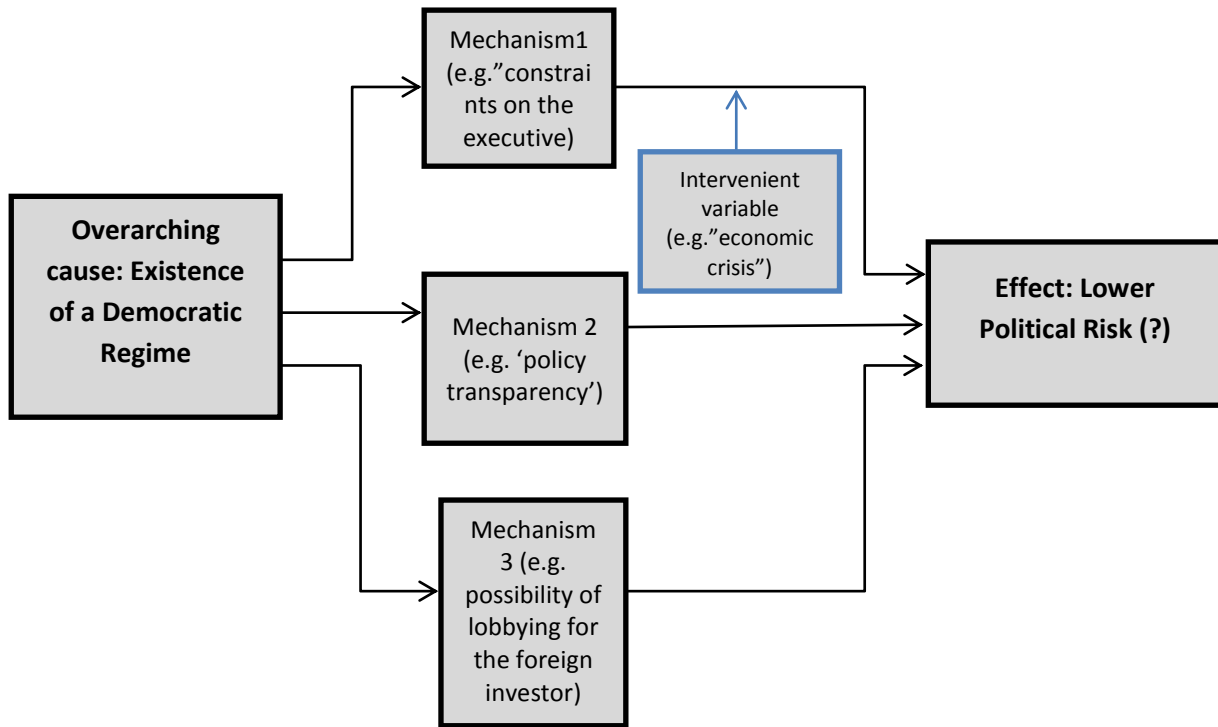 Mechanism1
(e.g.”constrai
nts on the
executive)
Intervenient
variable
(e.g.”economic
crisis”)
Overarching
cause: Existence
of a Democratic
Regime
Mechanism 2
(e.g. ‘policy
transparency’)
Effect: Lower
Political Risk (?)
Mechanism
3 (e.g.
possibility of
lobbying for
the foreign
investor)